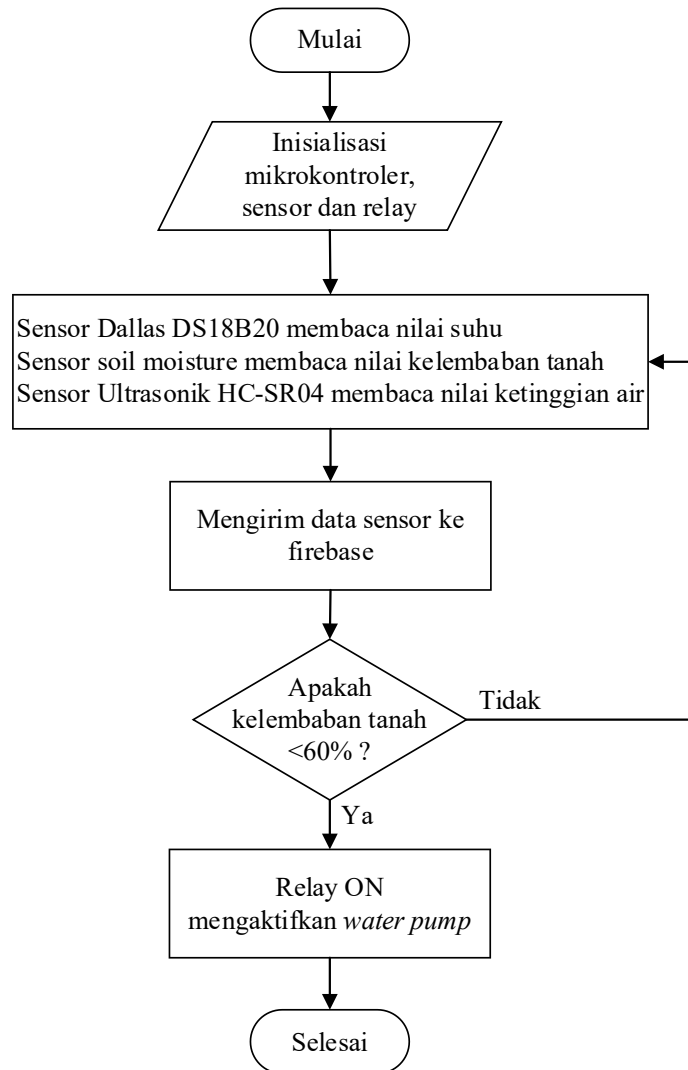 Mulai
Inisialisasi
mikrokontroler,
sensor dan relay
Sensor Dallas DS18B20 membaca nilai suhu
Sensor soil moisture membaca nilai kelembaban tanah
Sensor Ultrasonik HC-SR04 membaca nilai ketinggian air
Mengirim data sensor ke
firebase
Apakah
kelembaban tanah
<60% ?
Tidak
Ya
Relay ON
mengaktifkan water pump
Selesai